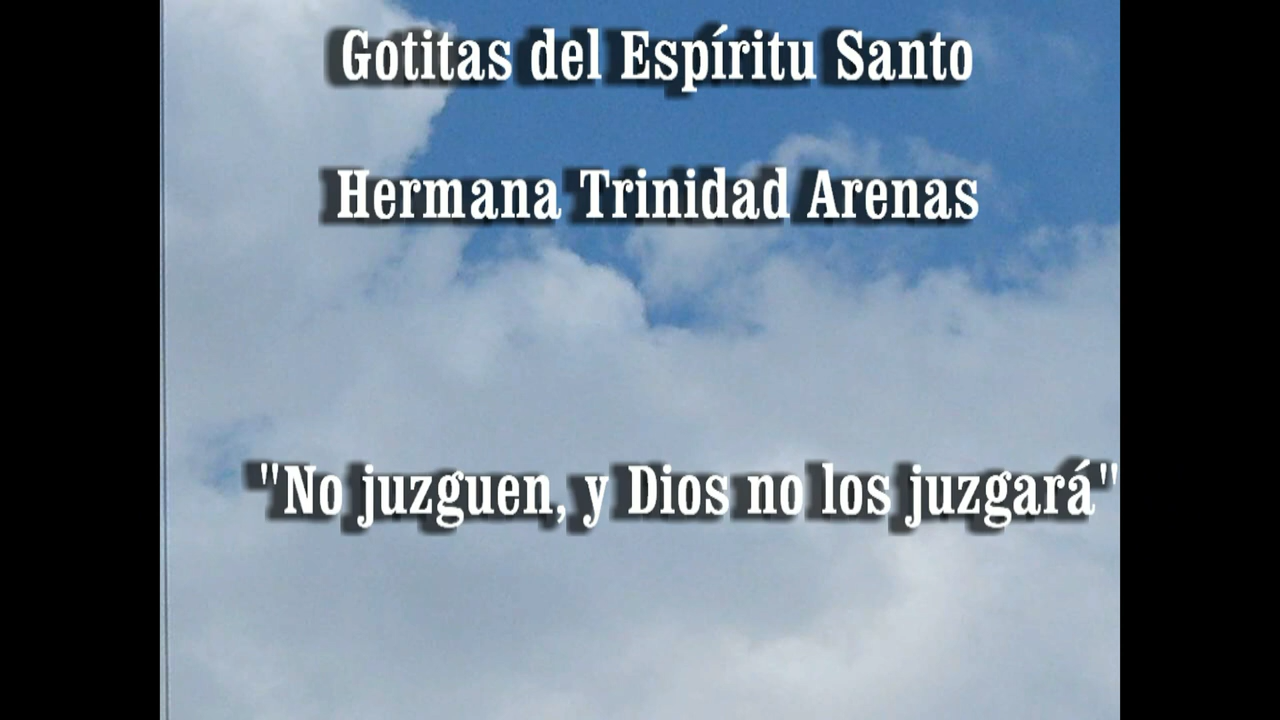 Gotitas del Espíritu Santo
Hermana Trinidad Arenas
"No juzguen, y Dios no los juzgará"